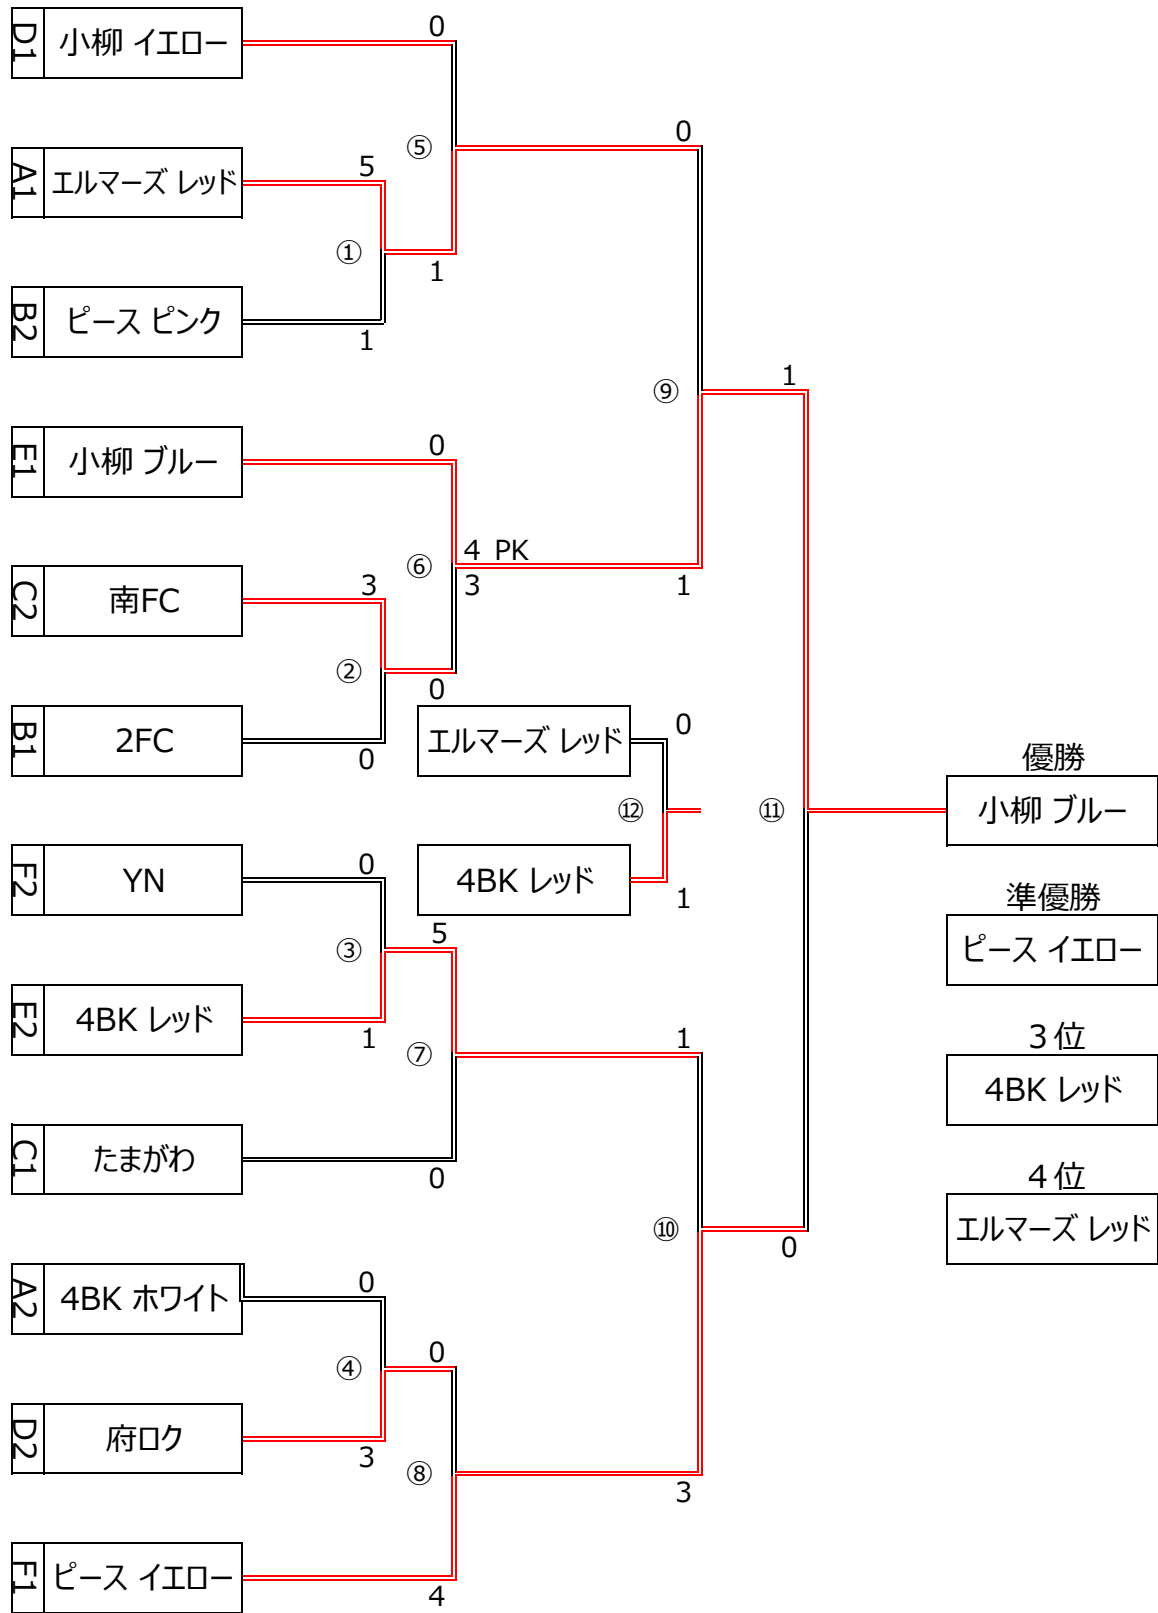 0
D1 小柳 イエロー
0
⑤
5
A1 エルマーズ レッド
①
1
B2 ピース ピンク
1
1
⑨
0
E1 小柳 ブルー
4 PK
⑥
3
1
3
C2 南FC
②
0
エルマーズ レッド
0
B1 2FC
0
優勝
小柳 ブルー
⑫
⑪
0
F2 YN
4BK レッド
1
準優勝
ピース イエロー
5
③
E2 4BK レッド
1
3位
4BK レッド
1
⑦
C1 たまがわ
0
4位
エルマーズ レッド
⑩
0
A2 4BK ホワイト
0
0
④
D2 府ロク
3
⑧
3
F1 ピース イエロー
4